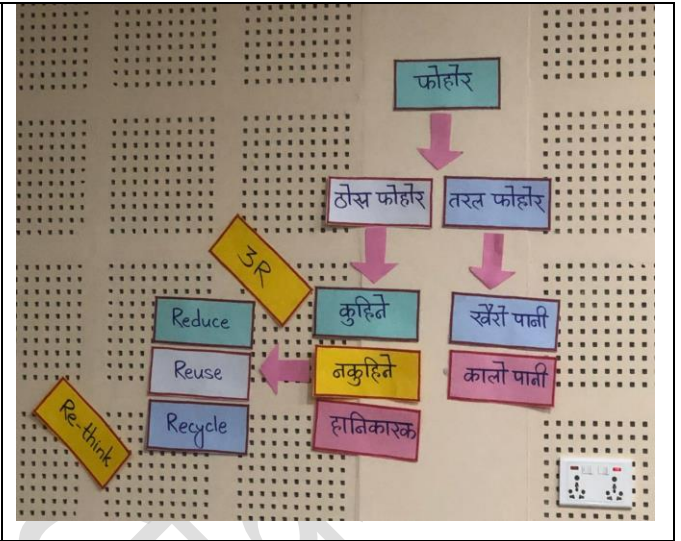 फोहोर
ठोस फोहोर
तरल फोहोर
3R
Reduce
कुहिने
खैरो पानी
Reuse
नकुहिने
कालो पानी
Re-think
Recycle
हानिकारक